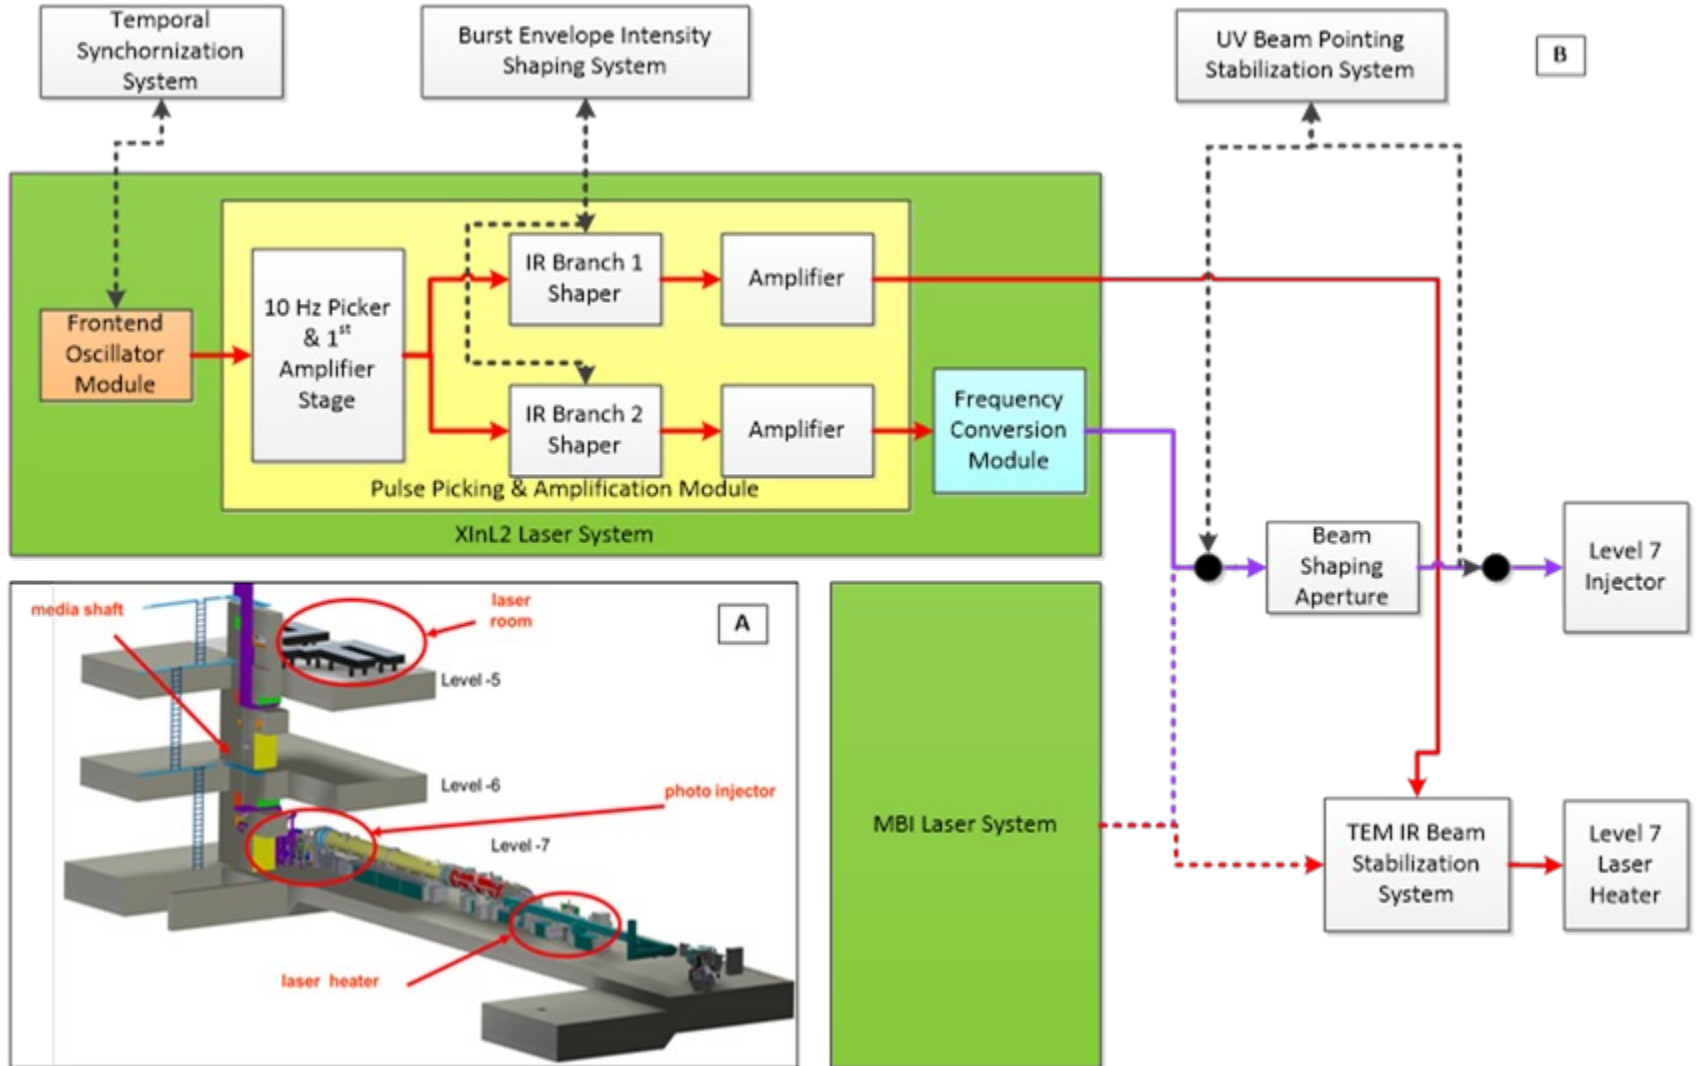 Temporal
Synchornization
System
Burst Envelope Intensity
Shaping System
UV Beam Pointing
Stabilization System
B
Frontend
Oscillator
Module
10 Hz Picker
& 1st
Amplifier
Stage
IR Branch 1
Shaper
Amplifier
IR Branch 2
Shaper
Amplifier
Pulse Picking & Amplification Module
Frequency
Conversion
Module
XInL2 Laser System
Beam
Shaping
Aperture
Level 7
Injector
A
media shaft
laser
room
Level -5
Level -6
photo injector
Level -7
laser heater
MBI Laser System
TEM IR Beam
Stabilization
System
Level 7
Laser
Heater